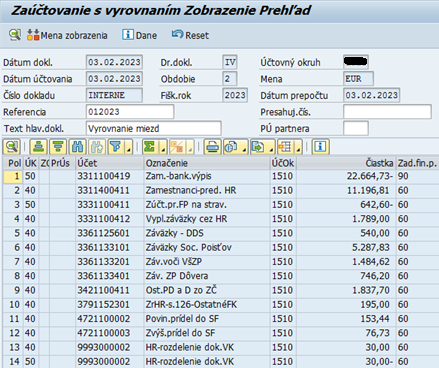 Zaúčtovanie s vyrovnaním Zobrazenie Prehľad
Mena zobrazenia Dane Reset
Dátum dokl. 03.02.2023 Dr.dokl. IV Účtovný okruh
Dátum účtovania 03.02.2023 Obdobie 2 Mena EUR
Číslo dokladu INTERNE Fišk.rok 2023 Dátum prepočtu 03.02.2023
Referencia 012023 Presahuj.čís.
Text hlav.dokl. Vyrovnanie miezd PÚ partnera
Pol ÚK ZČ PrÚs Účet Označenie ÚčOk Čiastka Zad.fin.p.
1 50 3311100419 Zam.-bank.výpis 1510 22.664,73- 90
2 40 3311400411 Zamestnanci-pred. HR 1510 11.196,81 60
3 50 3331100411 Zúčt.pr.FP na strav. 1510 642,60- 60
4 40 3331100412 Vypl.záväzky cez HR 1510 1.789,00 60
5 40 3361125601 Záväzky - DDS 1510 540,00 60
6 40 3361133101 Záväzky Soc. Poisťov 1510 5.287,83 60
7 40 3361133201 Záv.voči VšZP 1510 1.484,62 60
8 40 3361133401 Záv. ZP Dôvera 1510 746,20 60
9 40 3421100411 Ost.PD a D zo ZČ 1510 1.837,70 60
10 40 3791152301 ZrHR-s.126-OstatnéFK 1510 195,00 60
11 40 4721100002 Povin.prídel do SF 1510 153,44 60
12 40 4721100003 Zvýš.prídel do SF 1510 76,73 60
13 40 9993000002 HR-rozdelenie dok.VK 1510 30,00 60
14 50 9993000002 HR-rozdelenie dok.VK 1510 30,00- 60